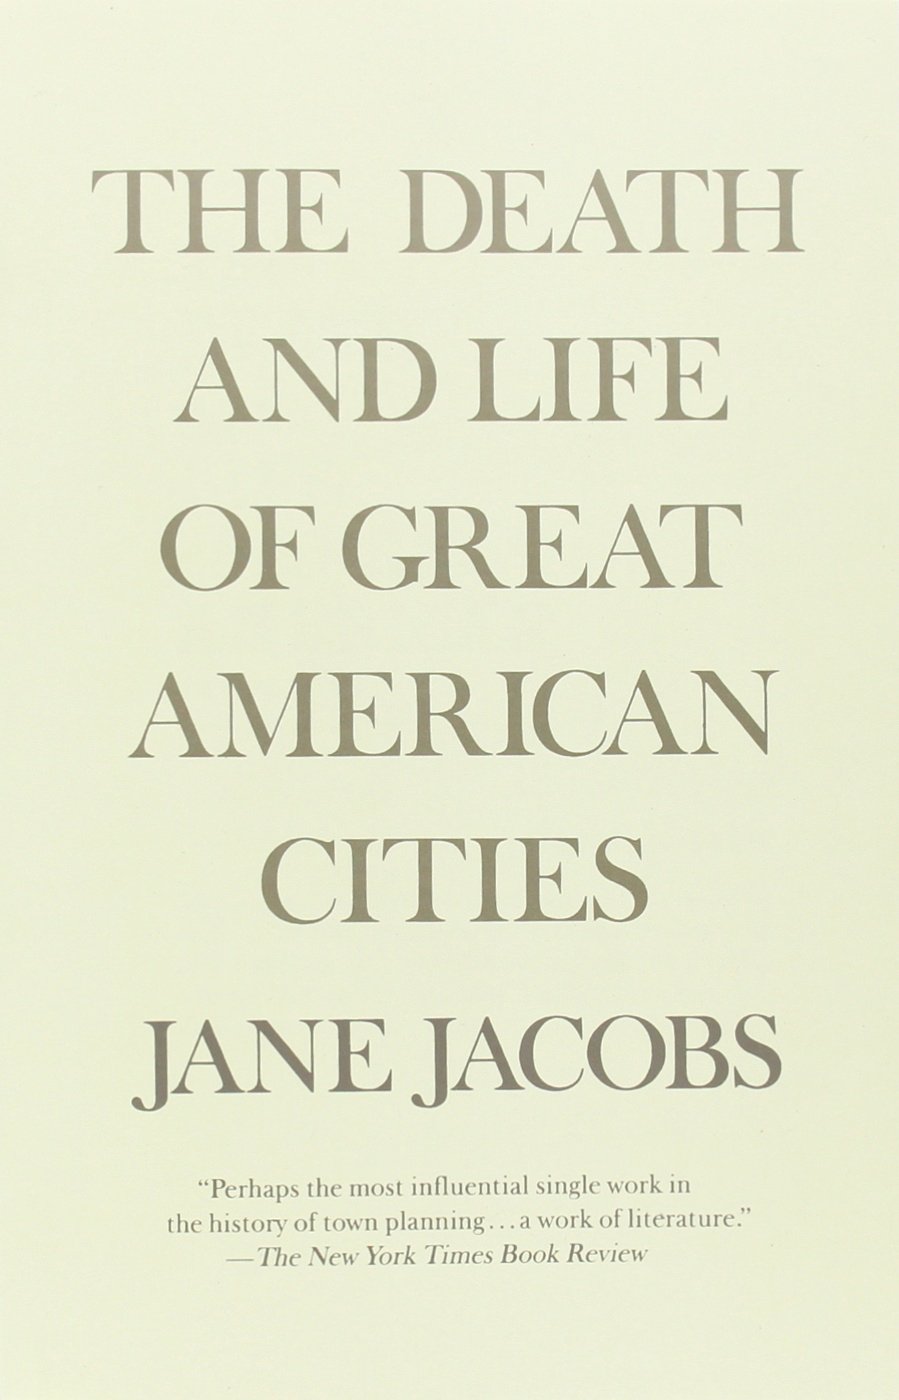 THE DEATH
AND LIFE
OF GREAT
AMERICAN
CITIES
JANE JACOBS
“Perhaps the most influential single work in
the history of town planning...a work of literature.”
—The New York Times Book Review